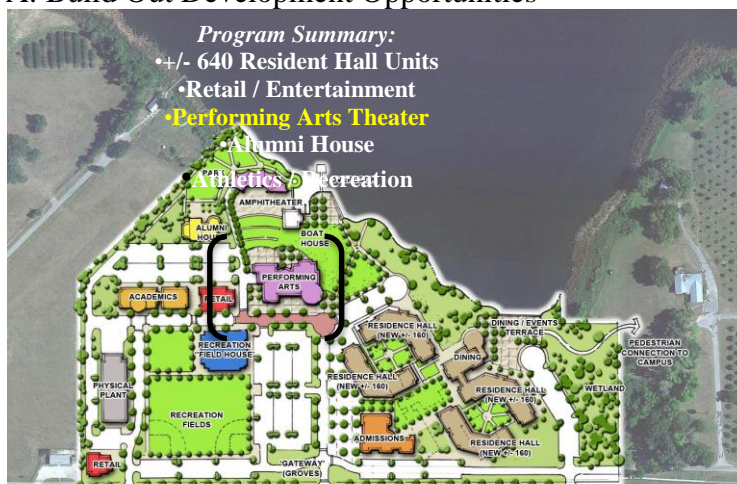 A. Build Out Development Opportunities
Program Summary:
•+/- 640 Resident Hall Units
•Retail / Entertainment
•Performing Arts Theater
•Alumni House
•Athletics / Recreation
PARK
AMPHITHEATER
ALUMNI
HOUSE
BOAT
HOUSE
PERFORMING
ARTS
ACADEMICS
RETAIL
RECREATION
FIELD HOUSE
RESIDENCE HALL
(NEW +/- 160)
DINING / EVENTS
TERRACE
PEDESTRIAN
CONNECTION TO
CAMPUS
DINING
RESIDENCE HALL
(NEW +/- 160)
PHYSICAL
PLANT
RESIDENCE HALL
(NEW +/- 160)
WETLAND
RECREATION
FIELDS
ADMISSIONS
RESIDENCE HALL
(NEW +/- 160)
RETAIL
'GATEWAY'
(GROVES)